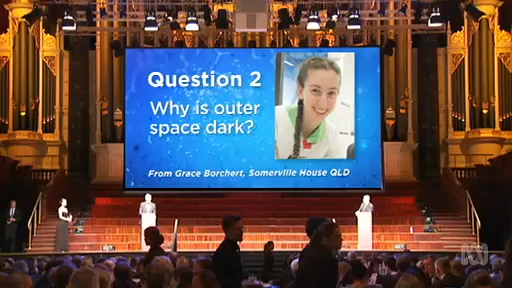 Question 2
Why is outer
space dark?
From Grace Borchert, Somerville House QLD